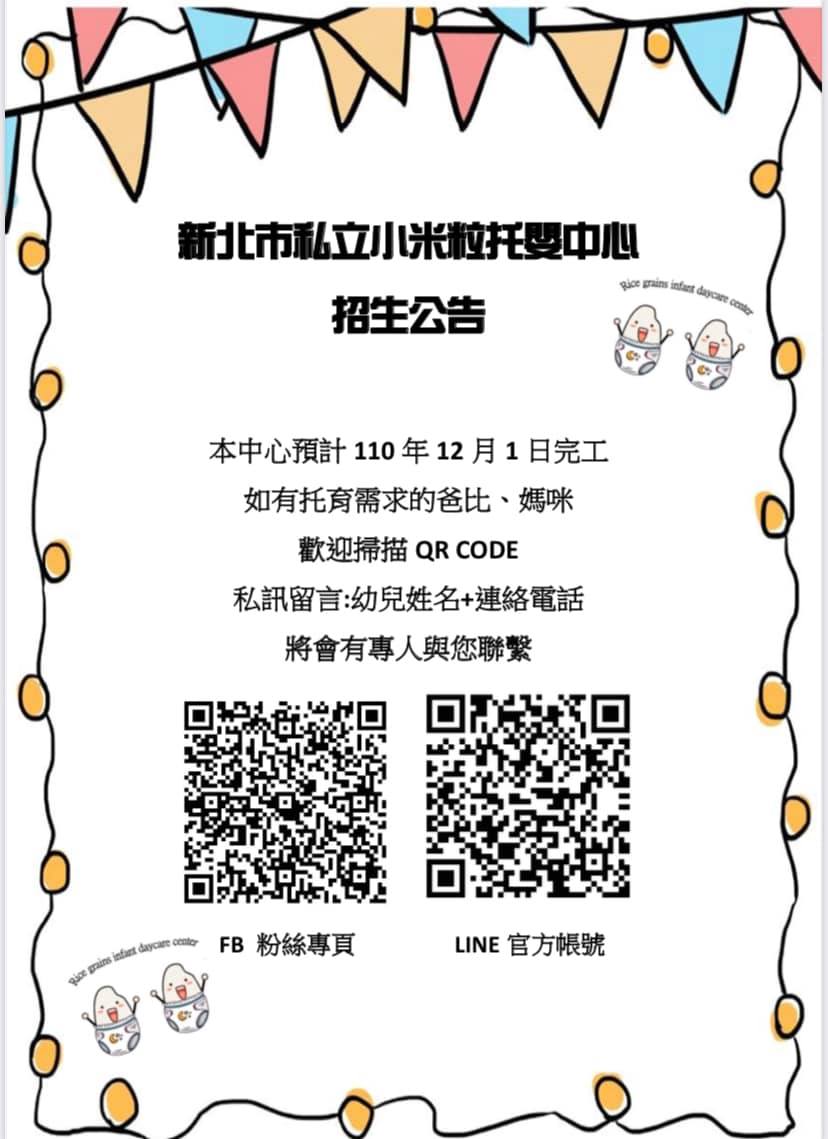 新北市私立小米粒托嬰中心
招生公告
Rice grains infant daycare center
本中心預計 110 年 12 月 1 日完工
如有托育需求的爸比、媽咪
歡迎掃描 QR CODE
私訊留言:幼兒姓名+連絡電話
將會有專人與您聯繫
FB 粉絲專頁
LINE 官方帳號
Rice grains infant daycare center